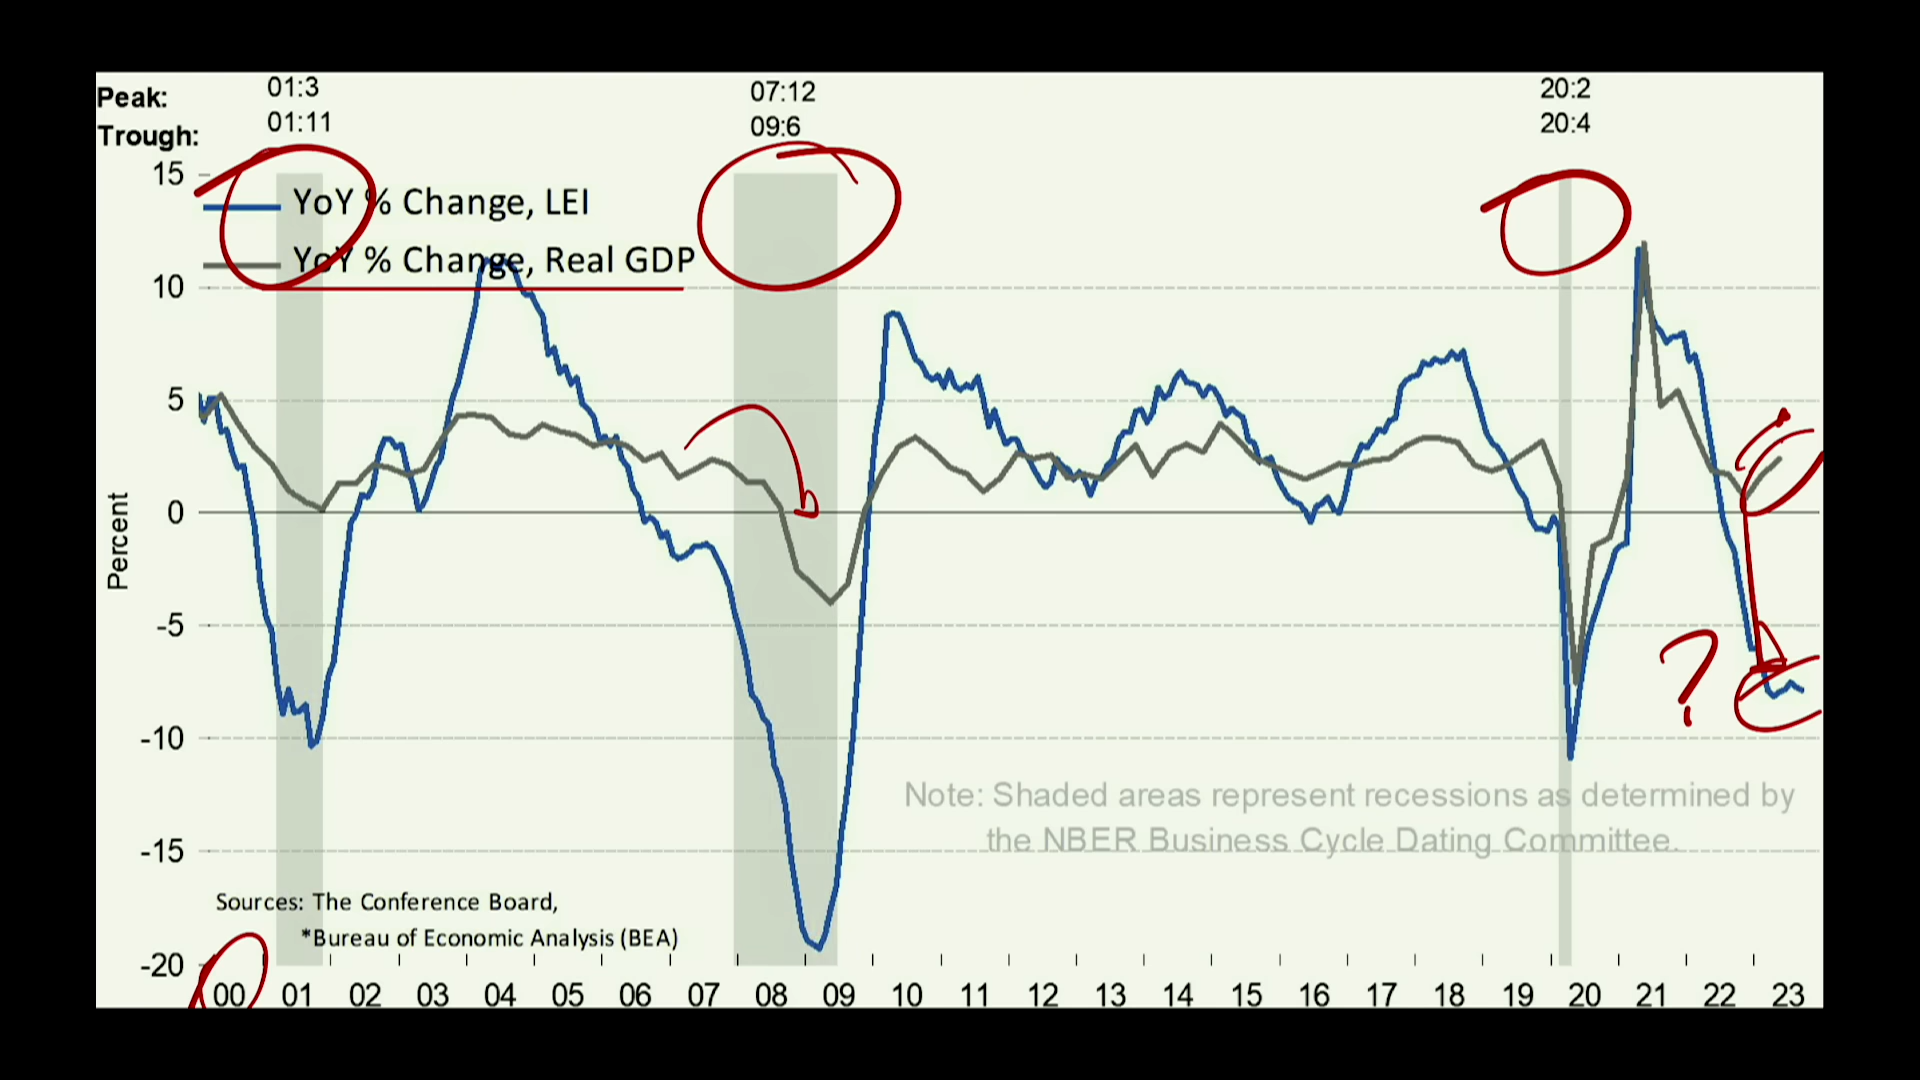 Peak: 01:3 07:12 20:2
Trough: 01:11 09:6 20:4
15
YoY % Change, LEI
YoY % Change, Real GDP
10
5
0
-5
-10
-15
-20
Percent
?
Note: Shaded areas represent recessions as determined by
the NBER Business Cycle Dating Committee.
Sources: The Conference Board,
*Bureau of Economic Analysis (BEA)
00 01 02 03 04 05 06 07 08 09 10 11 12 13 14 15 16 17 18 19 20 21 22 23